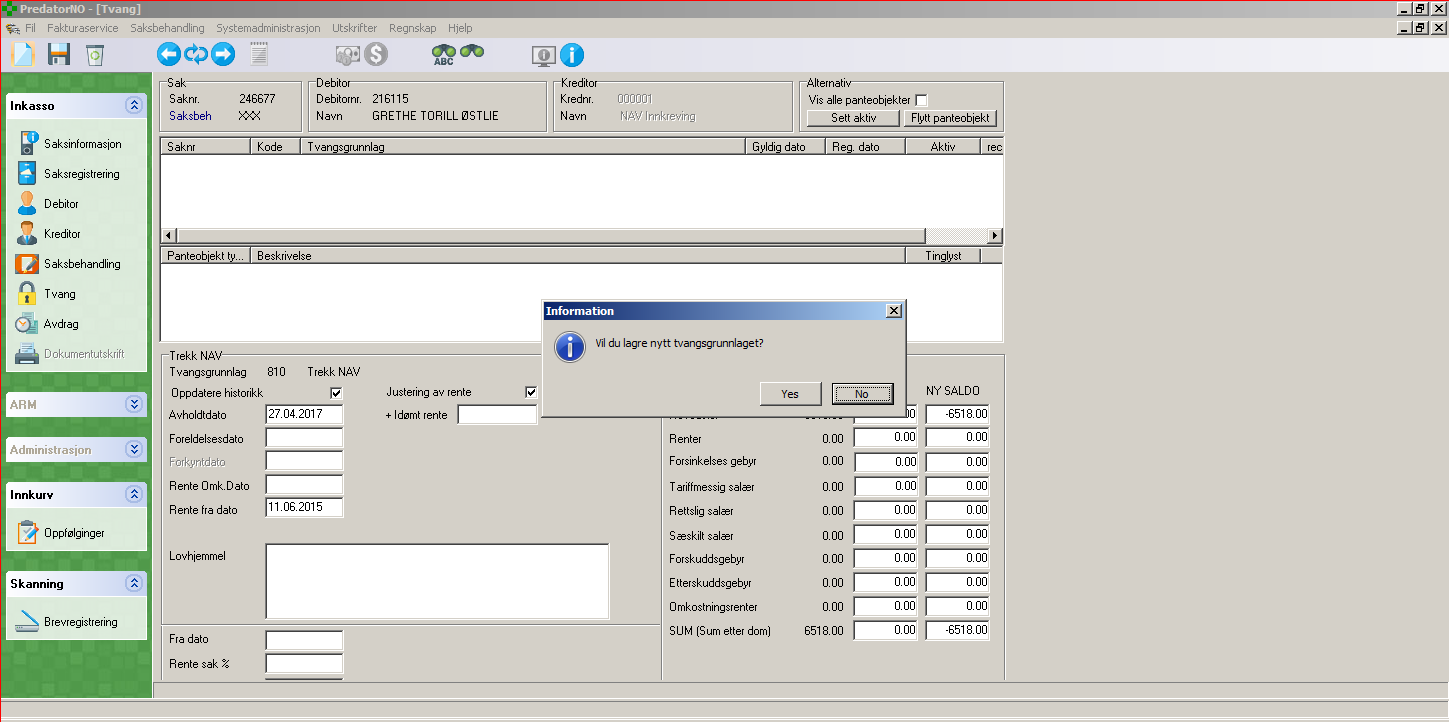 PredatorNO - [Tvang]
Fil Fakturaservice Saksbehandling Systemadministrasjon Utskrifter Regnskap Hjelp
ABC
Inkasso
Saksinformasjon
Saksregistrering
Debitor
Kreditor
Saksbehandling
Tvang
Avdrag
Dokumentutskrift
ARM
Administrasjon
Innkurv
Oppfølginger
Skanning
Brevregistrering
Sak
Saknr. 246677
Saksbeh XXX
Debitor
Debitornr. 216115
Navn GRETHE TORILL ØSTLIE
Kreditor
Krednr. 000001
Navn NAV Innkreving
Alternativ
Vis alle panteobjekter
Sett aktiv Flytt panteobjekt
Saknr Kode Tvangsgrunnlag Gyldig dato Reg. dato Aktiv rec
Panteobjekt ty... Beskrivelse Tinglyst
Information
Vil du lagre nytt tvangsgrunnlaget?
Yes No
Trekk NAV
Tvangsgrunnlag 810 Trekk NAV
Oppdatere historikk Justering av rente
Avholdtdato 27.04.2017 + Idømt rente
Foreldelsesdato
Forkyntdato
Rente Omk.Dato
Rente fra dato 11.06.2015
Lovhjemmel
Fra dato
Rente sak %
NY SALDO
-6518.00
Renter 0.00 0.00 0.00
Forsinkelses gebyr 0.00 0.00 0.00
Tariffmessig salær 0.00 0.00 0.00
Rettslig salær 0.00 0.00 0.00
Sæskilt salær 0.00 0.00 0.00
Forskuddsgebyr 0.00 0.00 0.00
Etterskuddsgebyr 0.00 0.00 0.00
Omkostningsrenter 0.00 0.00 0.00
SUM (Sum etter dom) 6518.00 0.00 -6518.00